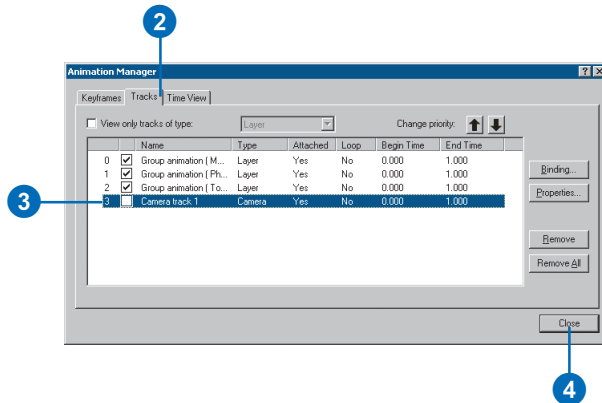 2
Animation Manager
Keyframes Tracks Time View
View only tracks of type: Layer Change priority:
Name Type Attached Loop Begin Time End Time
0 Group animation ( M... Layer Yes No 0.000 1.000
1 Group animation ( Ph... Layer Yes No 0.000 1.000
2 Group animation ( To... Layer Yes No 0.000 1.000
3 3 Camera track 1 Camera Yes No 0.000 1.000
Binding...
Properties...
Remove
Remove All
Close
4